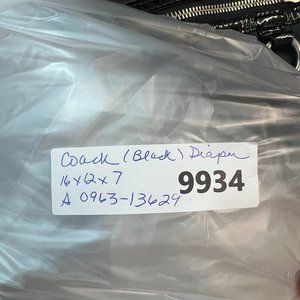 Coach (Black) Diaper
16x12x7
9934
A 0963-13629